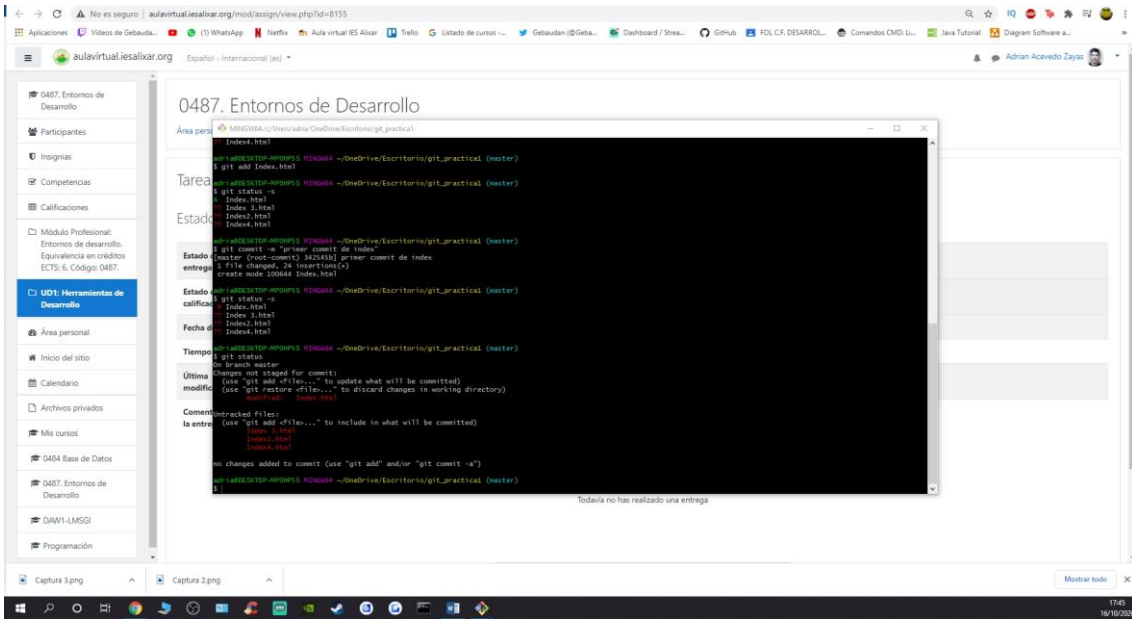 No es seguro | aulavirtual.iesalixar.org/mod/assign/view.php?id=8155
Aplicaciones Vídeos de Gebauda... (1) WhatsApp Netflix Aula virtual IES Alixar Trello Listado de cursos -... Gebaudan (@Geba... Dashboard / Strea... GitHub FOL C.F. DESARROL... Comandos CMD: Li... Java Tutorial Diagram Software a... »
aulavirtual.iesalixar.org Español - Internacional (es) Adrian Acevedo Zayas
0487. Entornos de
Desarrollo
Participantes
Insignias
Competencias
Calificaciones
Módulo Profesional:
Entornos de desarrollo.
Equivalencia en créditos
ECTS: 6. Código: 0487.
UD1: Herramientas de
Desarrollo
Área personal
Inicio del sitio
Calendario
Archivos privados
Mis cursos
0484 Base de Datos
0487. Entornos de
Desarrollo
DAW1-LMSGI
Programación
0487. Entornos de Desarrollo
Área pers
Tarea
Estado
Estado
entrega
Estado
califica
Fecha d
Tiempo
Última
modific
Coment
la entre
MINGW64:/c/Users/adria/OneDrive/Escritorio/git_practica1
?? Index4.html
adria@DESKTOP-MPOHPSS MINGW64 ~/OneDrive/Escritorio/git_practica1 (master)
$ git add Index.html
adria@DESKTOP-MPOHPSS MINGW64 ~/OneDrive/Escritorio/git_practica1 (master)
$ git status -s
A Index.html
?? Index 3.html
?? Index2.html
?? Index4.html
adria@DESKTOP-MPOHPSS MINGW64 ~/OneDrive/Escritorio/git_practica1 (master)
$ git commit -m "primer commit de index"
[master (root-commit) 342545b] primer commit de index
1 file changed, 24 insertions(+)
create mode 100644 Index.html
adria@DESKTOP-MPOHPSS MINGW64 ~/OneDrive/Escritorio/git_practica1 (master)
$ git status -s
M Index.html
?? Index 3.html
?? Index2.html
?? Index4.html
adria@DESKTOP-MPOHPSS MINGW64 ~/OneDrive/Escritorio/git_practica1 (master)
$ git status
On branch master
Changes not staged for commit:
(use "git add <file>..." to update what will be committed)
(use "git restore <file>..." to discard changes in working directory)
modified: Index.html
Untracked files:
(use "git add <file>..." to include in what will be committed)
Index 3.html
Index2.html
Index4.html
no changes added to commit (use "git add" and/or "git commit -a")
adria@DESKTOP-MPOHPSS MINGW64 ~/OneDrive/Escritorio/git_practica1 (master)
$
Todavía no has realizado una entrega
Captura 3.png Captura 2.png Mostrar todo
17:45